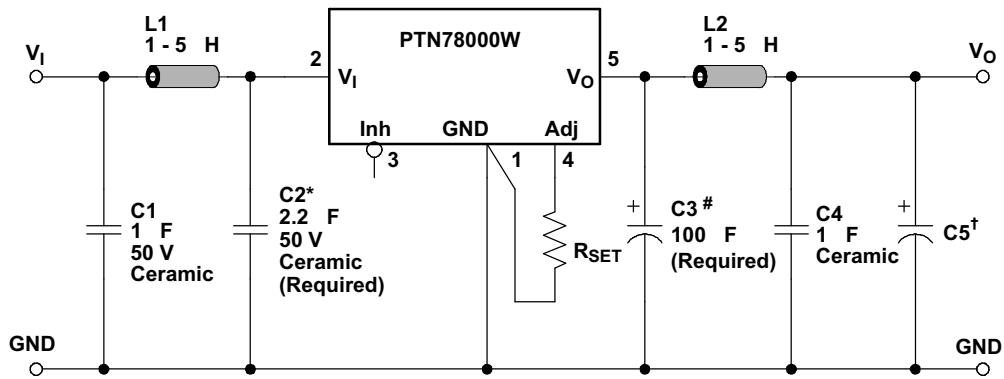 L1
1 - 5 H
VI
2
PTN78000W
VI
VO
5
L2
1 - 5 H
VO
Inh
GND
Adj
3
1
4
C1
1 F
50 V
Ceramic
C2*
2.2 F
50 V
Ceramic
(Required)
RSET
+
C3 #
100 F
(Required)
C4
1 F
Ceramic
+
C5†
GND
GND